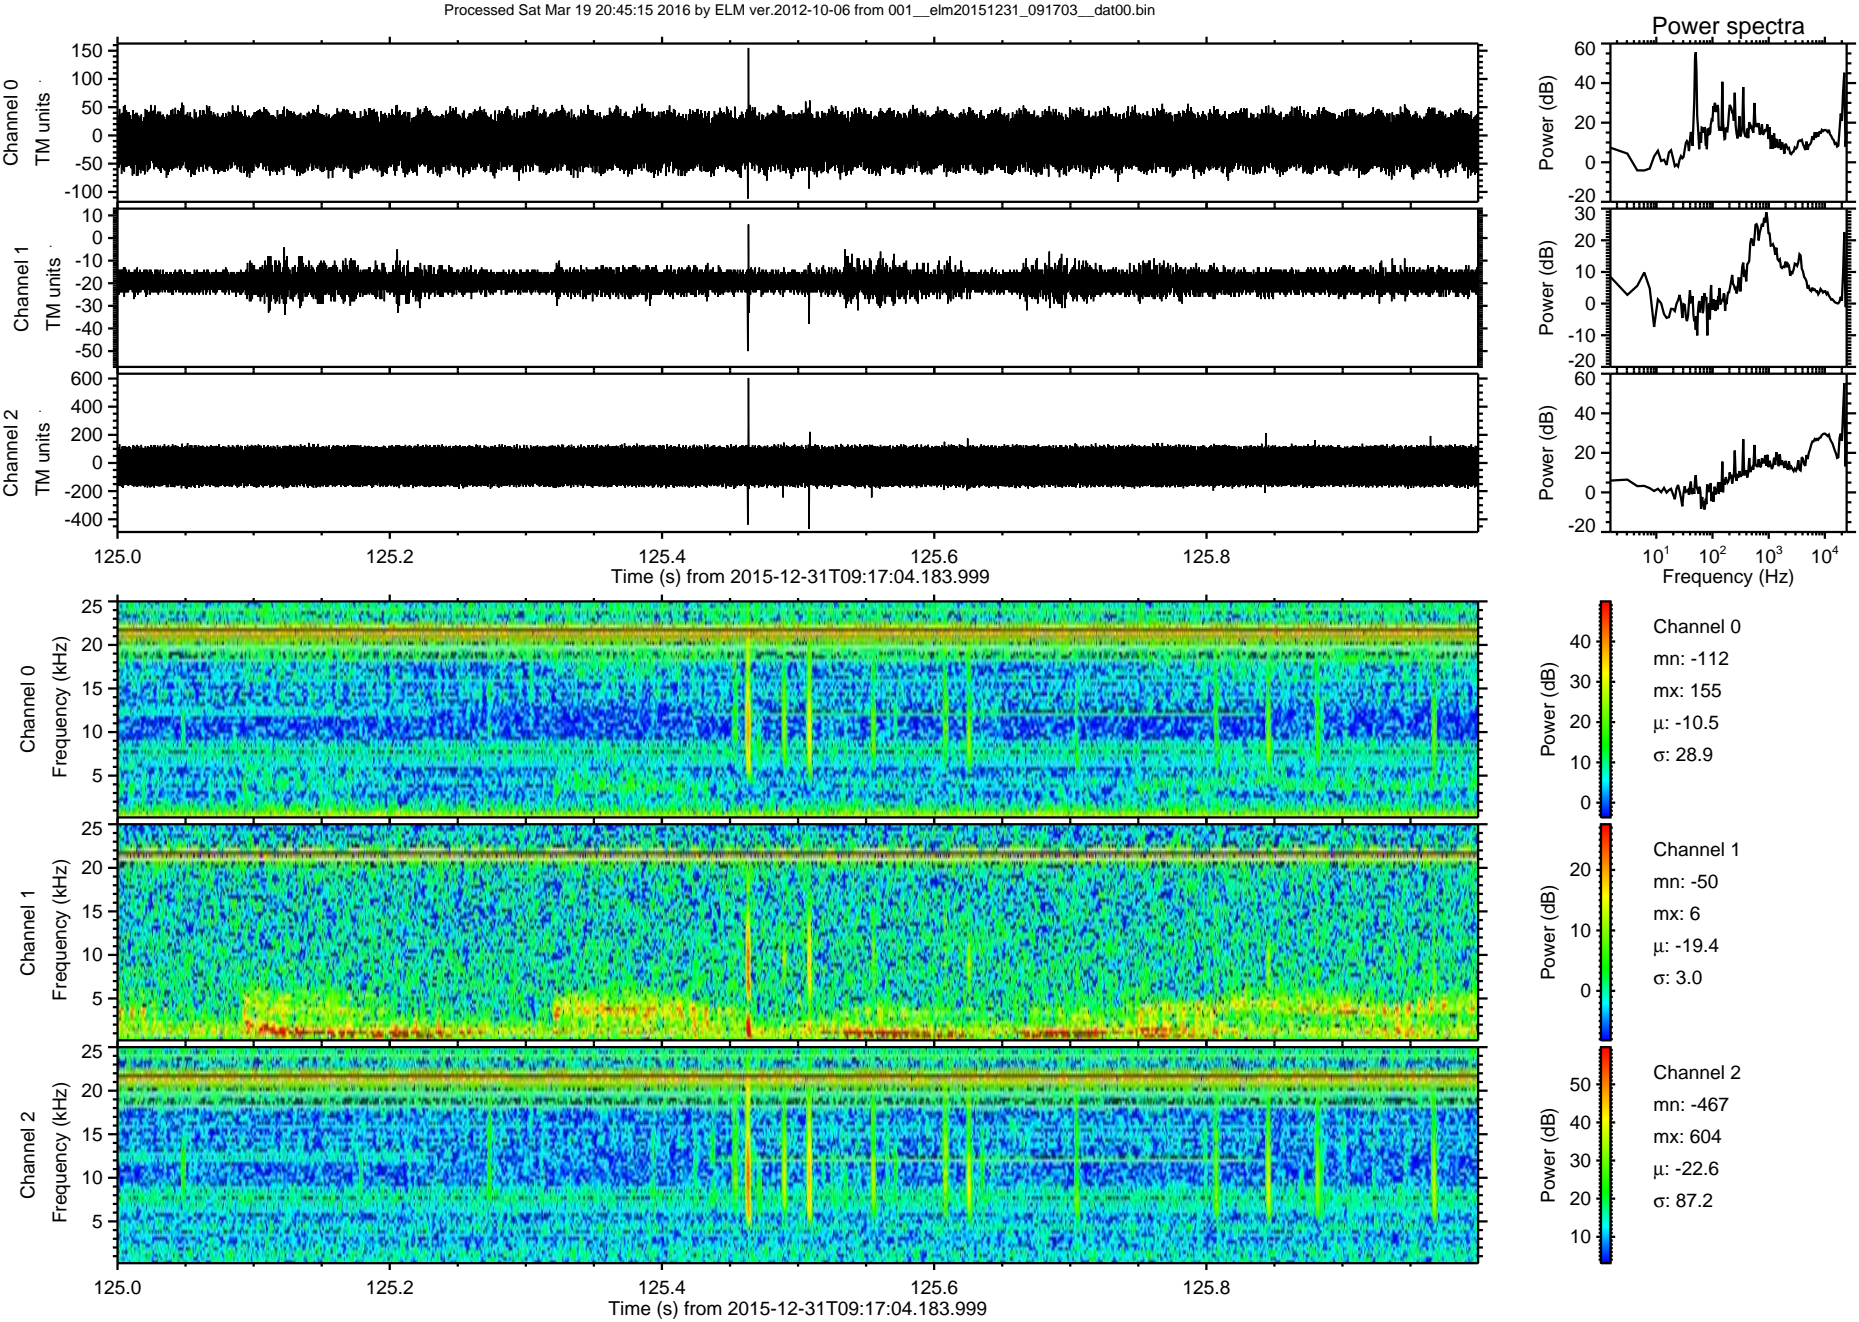 Processed Sat Mar 19 20:45:15 2016 by ELM ver.2012-10-06 from 001__elm20151231_091703__dat00.bin
Power spectra
Channel 0
TM units
150
100
50
0
-50
-100
Power (dB)
60
40
20
0
-20
Channel 1
TM units
10
0
-10
-20
-30
-40
-50
Power (dB)
30
20
10
0
-10
-20
Channel 2
TM units
600
400
200
0
-200
-400
Power (dB)
60
40
20
0
-20
125.0 125.2 125.4 125.6 125.8
Time (s) from 2015-12-31T09:17:04.183.999
10¹ 10² 10³ 10⁴
Frequency (Hz)
Channel 0
Frequency (kHz)
25
20
15
10
5
Power (dB)
40
30
20
10
0
Channel 0
mn: -112
mx: 155
μ: -10.5
σ: 28.9
Channel 1
Frequency (kHz)
25
20
15
10
5
Power (dB)
20
10
0
Channel 1
mn: -50
mx: 6
μ: -19.4
σ: 3.0
Channel 2
Frequency (kHz)
25
20
15
10
5
Power (dB)
50
40
30
20
10
Channel 2
mn: -467
mx: 604
μ: -22.6
σ: 87.2
125.0 125.2 125.4 125.6 125.8
Time (s) from 2015-12-31T09:17:04.183.999